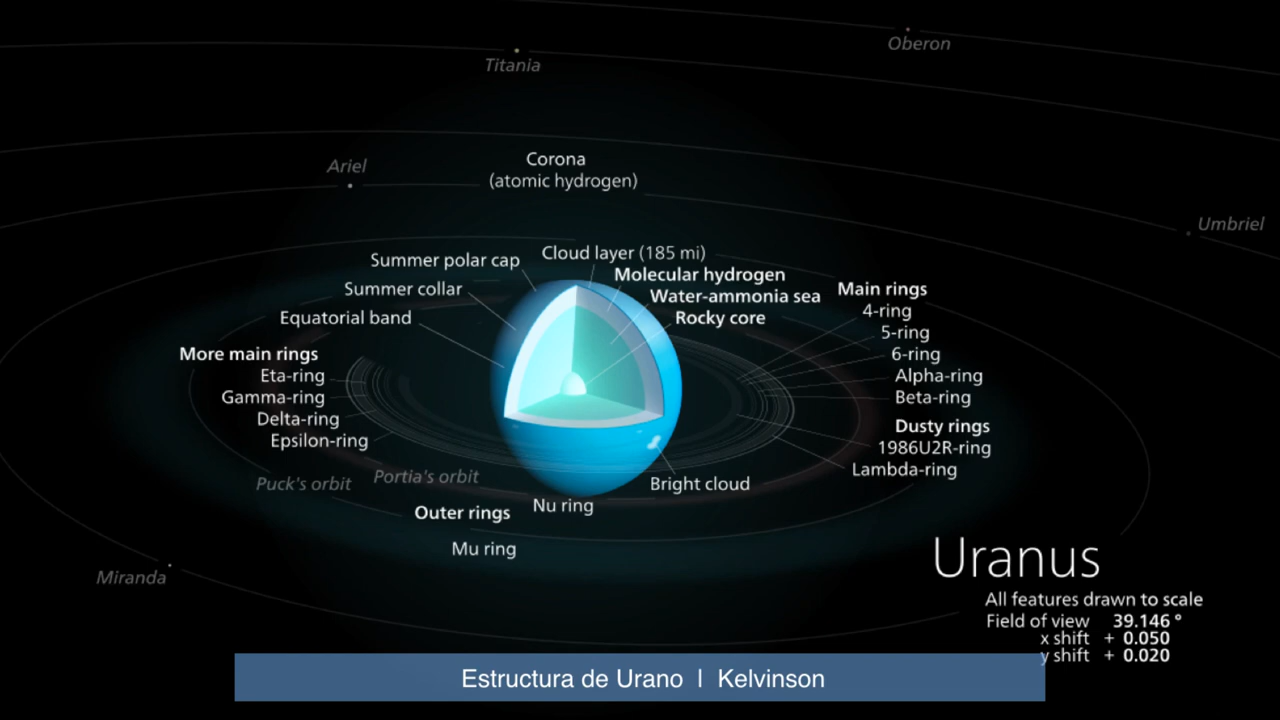 Oberon
Titania
Ariel
Corona
(atomic hydrogen)
Umbriel
Summer polar cap
Summer collar
Equatorial band
Cloud layer (185 mi)
Molecular hydrogen
Water-ammonia sea
Rocky core
Main rings
4-ring
5-ring
6-ring
Alpha-ring
Beta-ring
Dusty rings
1986U2R-ring
Lambda-ring
More main rings
Eta-ring
Gamma-ring
Delta-ring
Epsilon-ring
Puck's orbit
Portia's orbit
Bright cloud
Nu ring
Outer rings
Mu ring
Miranda
Uranus
All features drawn to scale
Field of view 39.146 °
x shift + 0.050
y shift + 0.020
Estructura de Urano | Kelvinson